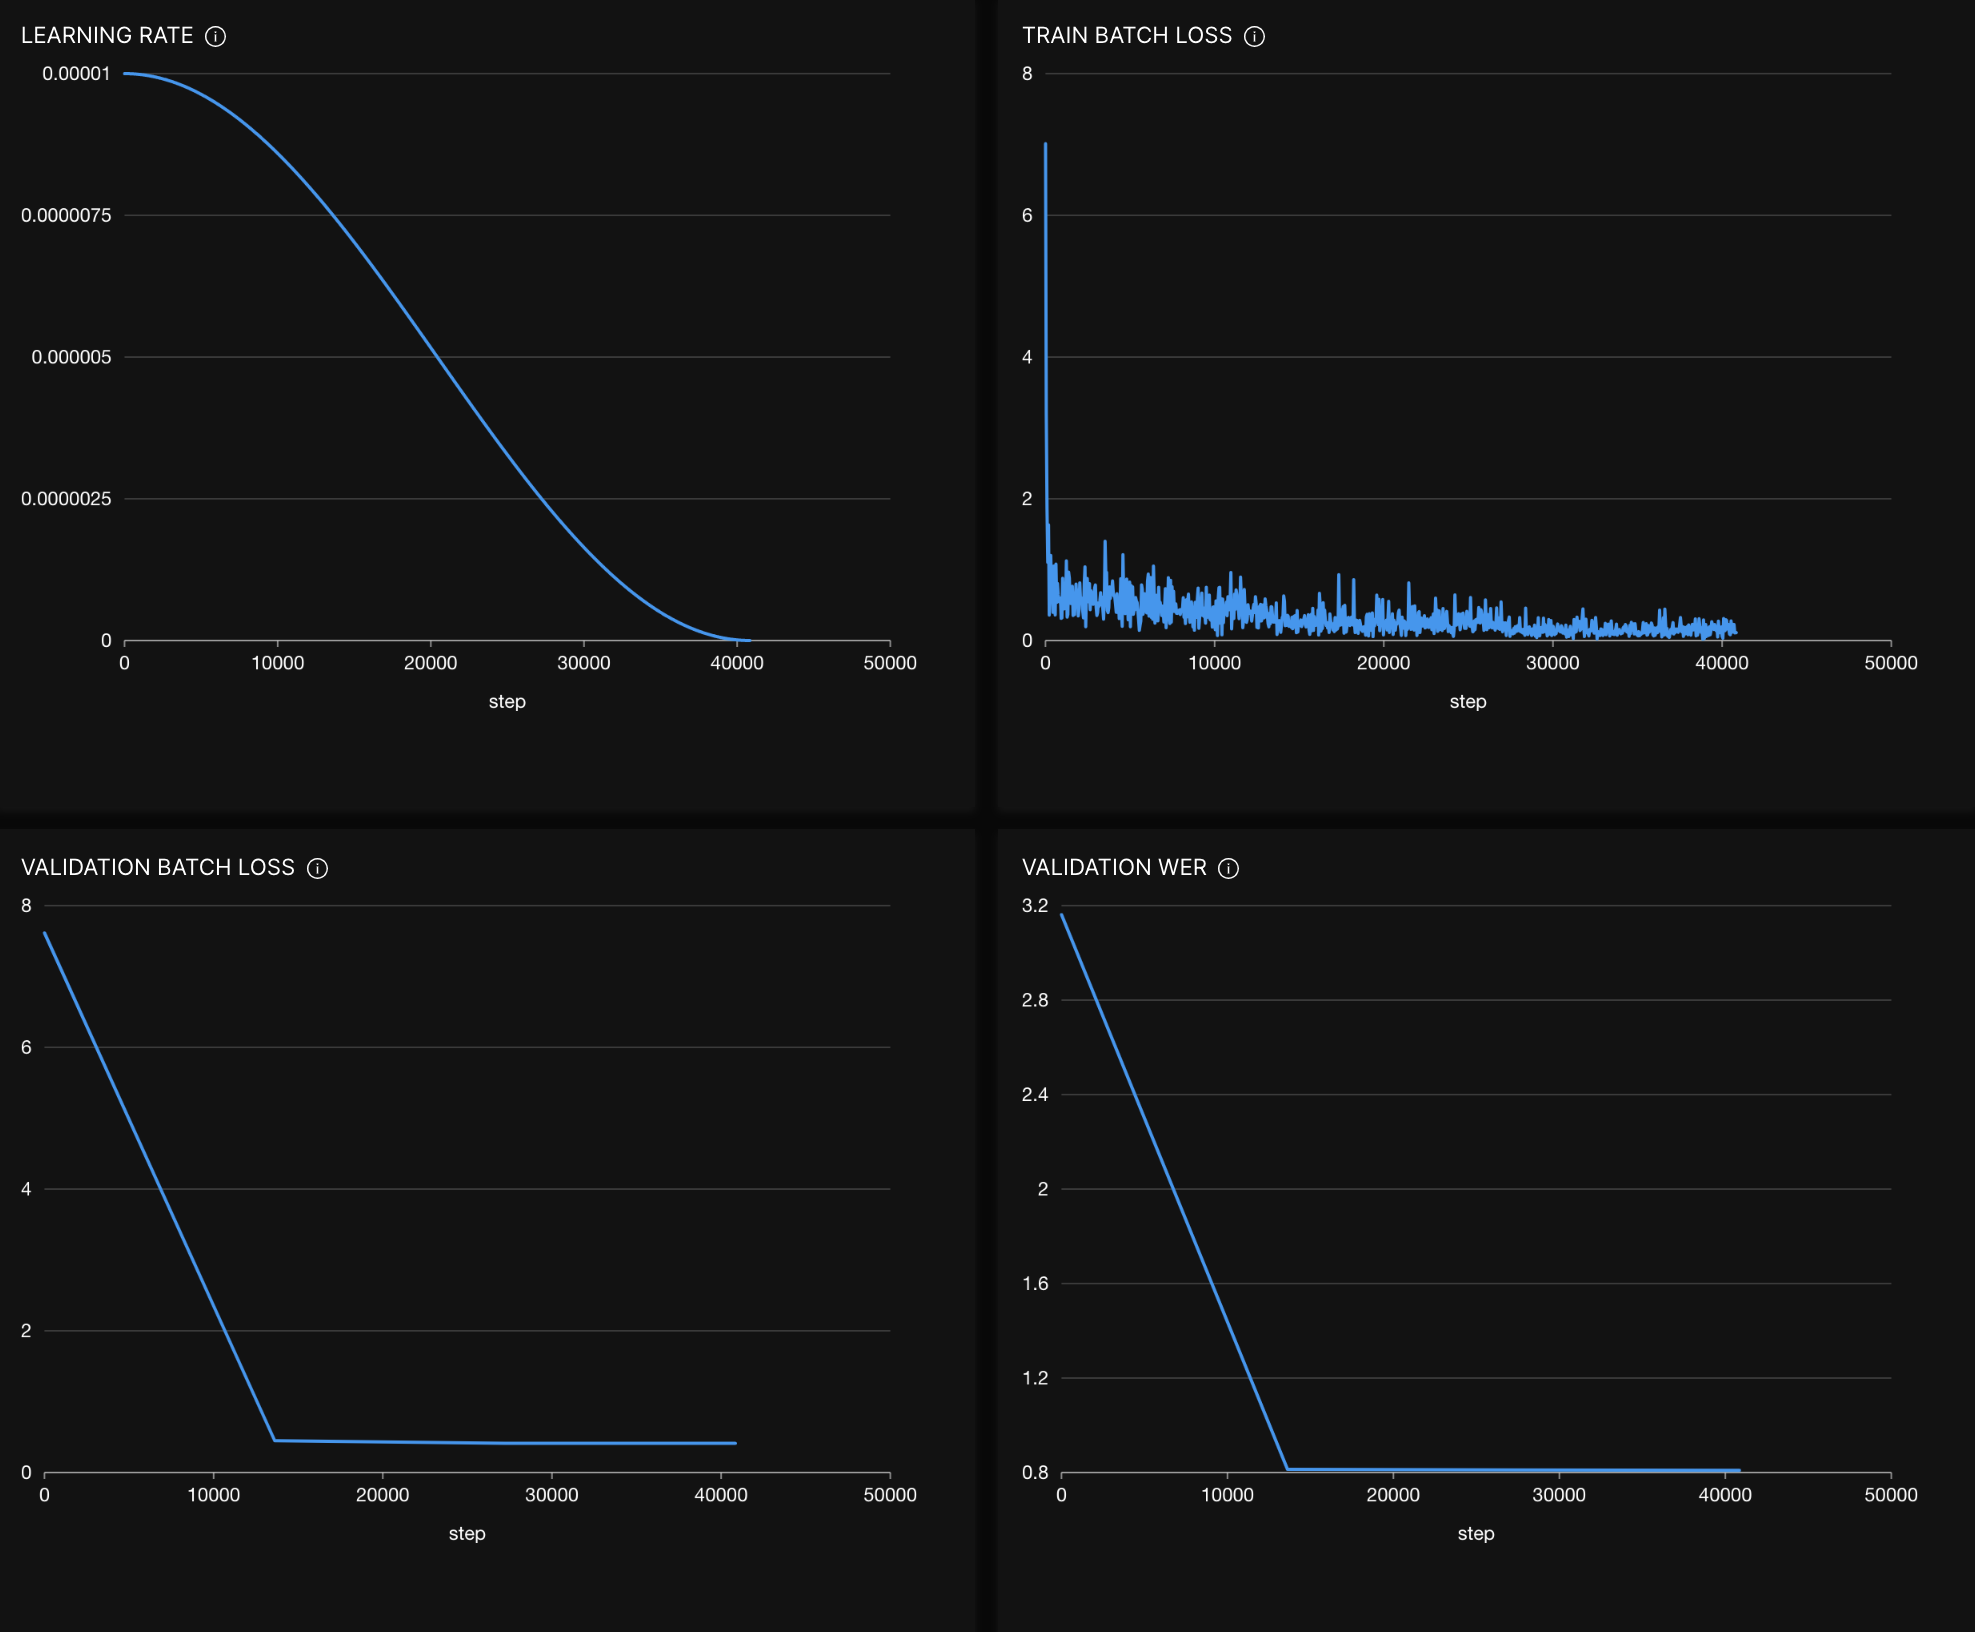 LEARNING RATE
0.00001
0.0000075
0.000005
0.0000025
0
0 10000 20000 30000 40000 50000
step
TRAIN BATCH LOSS
8
6
4
2
0
0 10000 20000 30000 40000 50000
step
VALIDATION BATCH LOSS
8
6
4
2
0
0 10000 20000 30000 40000 50000
step
VALIDATION WER
3.2
2.8
2.4
2
1.6
1.2
0.8
0 10000 20000 30000 40000 50000
step